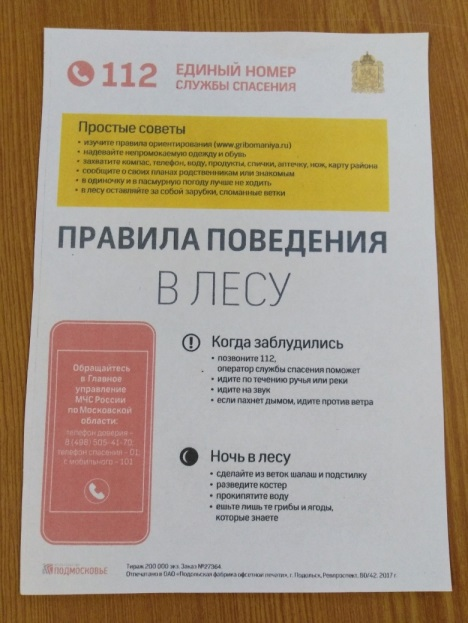 112 ЕДИНЫЙ НОМЕР
СЛУЖБЫ СПАСЕНИЯ
Простые советы
• изучите правила ориентирования (www.gribomaniya.ru)
• надевайте непромокаемую одежду и обувь
• захватите компас, телефон, воду, продукты, спички, аптечку, нож, карту района
• сообщите о своих планах родственникам или знакомым
• в одиночку и в пасмурную погоду лучше не ходить
• в лесу оставляйте за собой зарубки, сломанные ветки
ПРАВИЛА ПОВЕДЕНИЯ
В ЛЕСУ
Обращайтесь
в Главное
управление
МЧС России
по Московской
области:
телефон доверия –
8 (498) 505-41-70,
телефон спасения – 01,
с мобильного – 101
Когда заблудились
• позвоните 112,
оператор службы спасения поможет
• идите по течению ручья или реки
• идите на звук
• если пахнет дымом, идите против ветра
Ночь в лесу
• сделайте из веток шалаш и подстилку
• разведите костер
• прокипятите воду
• ешьте лишь те грибы и ягоды,
которые знаете
ПОДМОСКОВЬЕ
Тираж 200 000 экз. Заказ №27364.
Отпечатано в ОАО «Подольская фабрика офсетной печати», г. Подольск, Ревпроспект, 80/42. 2017 г.